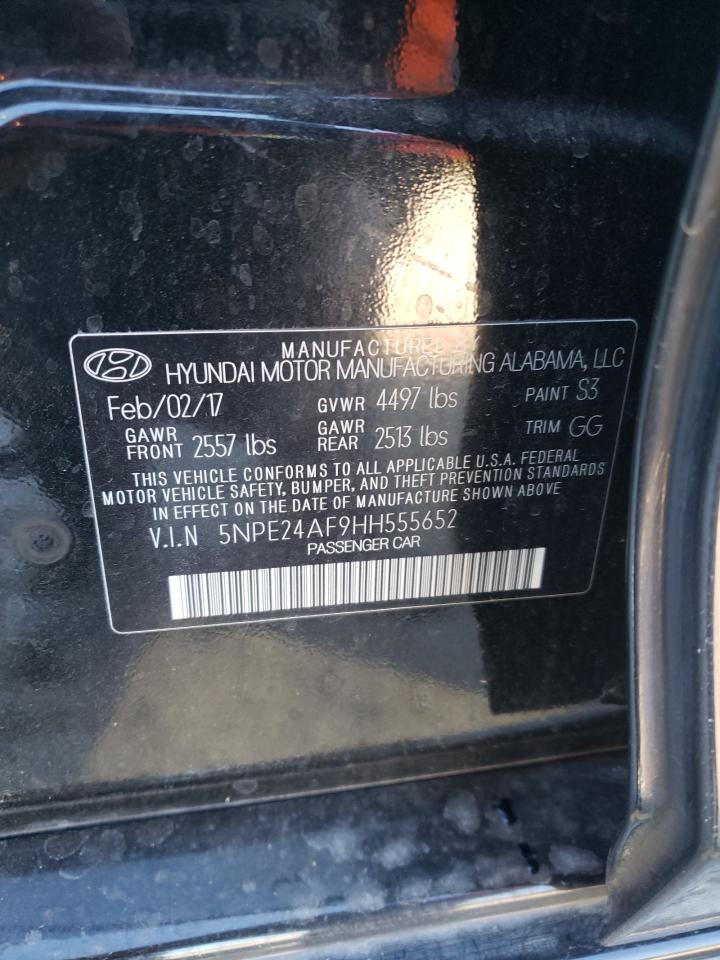 MANUFACTURED BY
HYUNDAI MOTOR MANUFACTURING ALABAMA, LLC
Feb/02/17 GVWR 4497 lbs PAINT S3
GAWR FRONT 2557 lbs GAWR REAR 2513 lbs TRIM GG
THIS VEHICLE CONFORMS TO ALL APPLICABLE U.S.A. FEDERAL
MOTOR VEHICLE SAFETY, BUMPER, AND THEFT PREVENTION STANDARDS
IN EFFECT ON THE DATE OF MANUFACTURE SHOWN ABOVE
V.I.N 5NPE24AF9HH555652
PASSENGER CAR